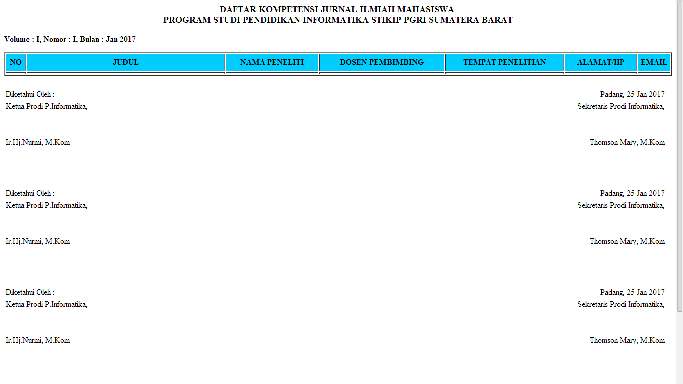 DAFTAR KOMPETENSI JURNAL ILMIAH MAHASISWA
PROGRAM STUDI PENDIDIKAN INFORMATIKA STIKIP PGRI SUMATERA BARAT
Volume : I, Nomor : I, Bulan : Jan 2017
NO JUDUL NAMA PENELITI DOSEN PEMBIMBING TEMPAT PENELITIAN ALAMAT/HP EMAIL
Diketahui Oleh : Padang, 25 Jan 2017
Ketua Prodi P.Informatika, Sekretaris Prodi Informatika,
Ir.Hj.Nurmi, M.Kom Thomson Mary, M.Kom
Diketahui Oleh : Padang, 25 Jan 2017
Ketua Prodi P.Informatika, Sekretaris Prodi Informatika,
Ir.Hj.Nurmi, M.Kom Thomson Mary, M.Kom
Diketahui Oleh : Padang, 25 Jan 2017
Ketua Prodi P.Informatika, Sekretaris Prodi Informatika,
Ir.Hj.Nurmi, M.Kom Thomson Mary, M.Kom